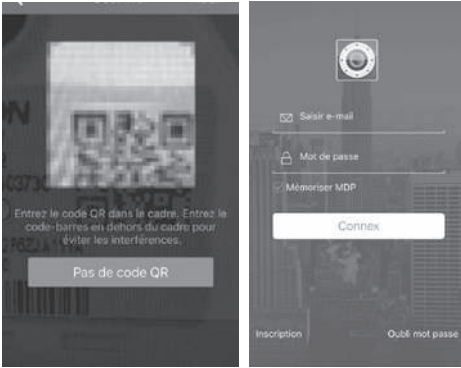 Entrez le code QR dans le cadre. Entrez le
code-barres en dehors du cadre pour
éviter les interférences.
Pas de code QR
Saisir e-mail
Mot de passe
Mémoriser MDP
Connex
Inscription
Oubli mot passe